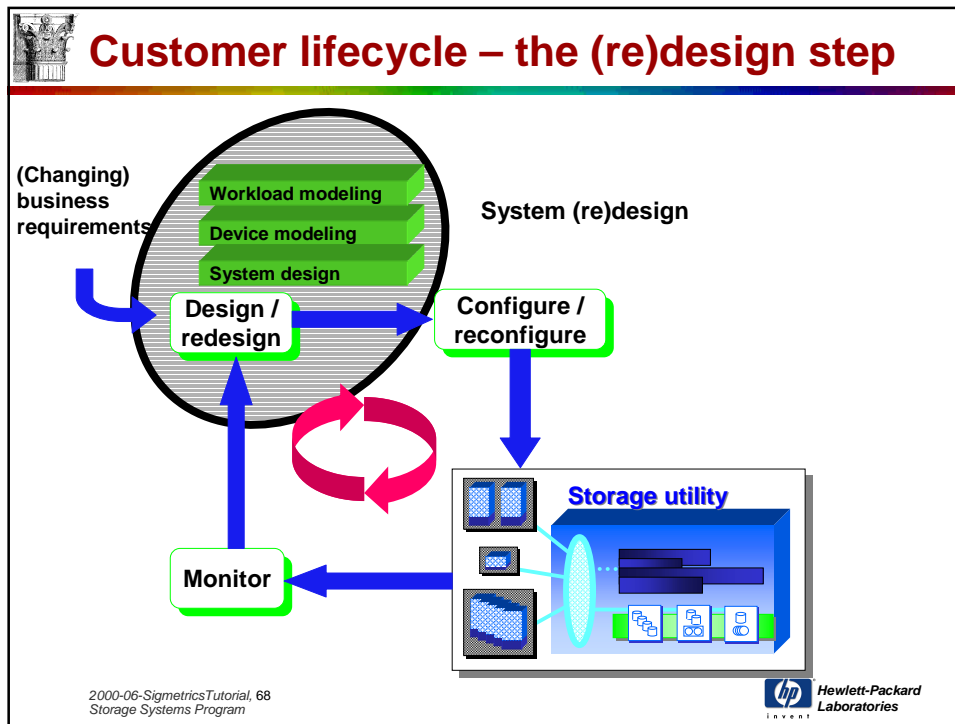 Customer lifecycle – the (re)design step
(Changing)
business
requirements
Workload modeling
Device modeling
System design
System (re)design
Design /
redesign
Configure /
reconfigure
Storage utility
Monitor
2000-06-SigmetricsTutorial, 68
Storage Systems Program
hp
invent
Hewlett-Packard
Laboratories